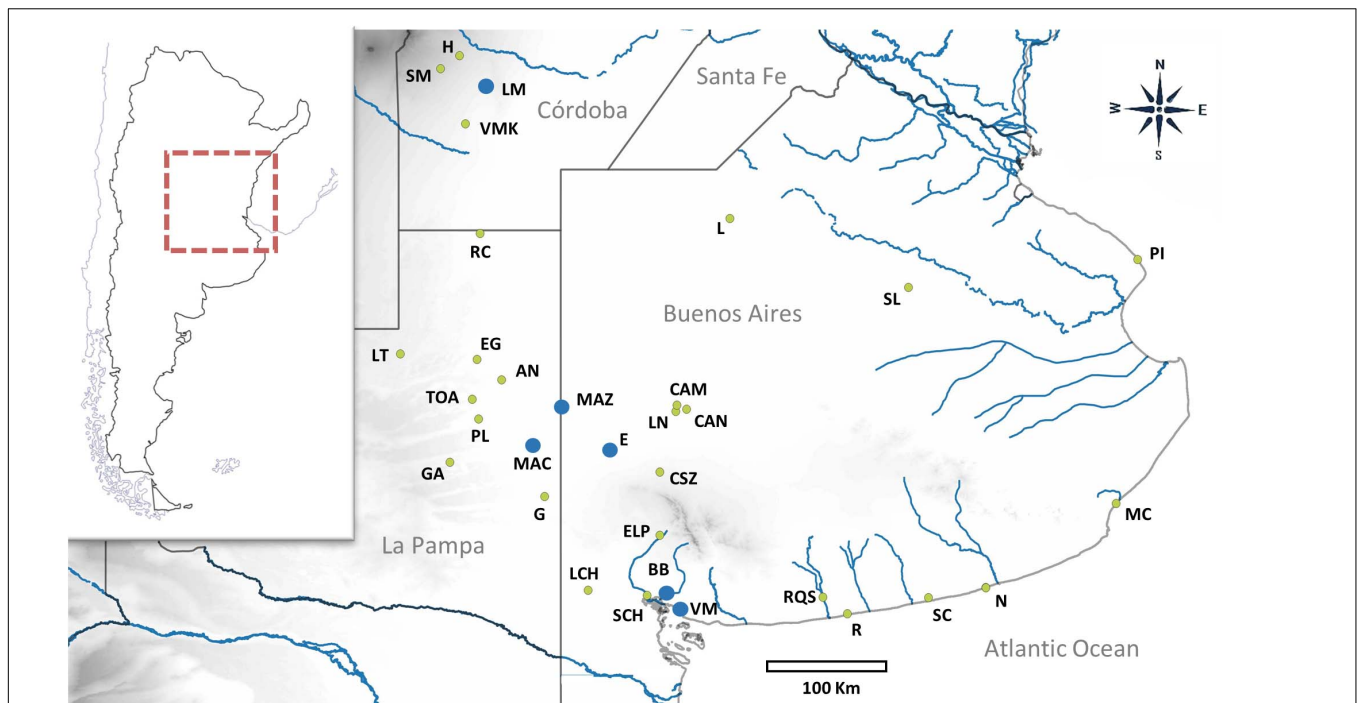 H
SM
LM
VMK
Córdoba
Santa Fe
N
W
E
S
L
RC
PI
SL
Buenos Aires
LT
EG
AN
TOA
MAZ
CAM
LN
CAN
PL
E
MAC
GA
CSZ
G
MC
ELP
La Pampa
BB
LCH
SCH
VM
RQS
R
SC
N
Atlantic Ocean
100 Km